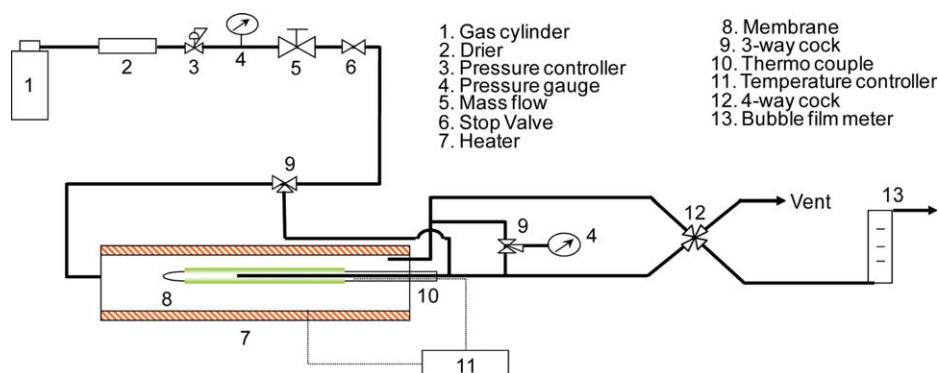 1. Gas cylinder
2. Drier
3. Pressure controller
4. Pressure gauge
5. Mass flow
6. Stop Valve
7. Heater
8. Membrane
9. 3-way cock
10. Thermo couple
11. Temperature controller
12. 4-way cock
13. Bubble film meter
1
2
3
4
5
6
9
Vent
13
12
9
4
8
10
7
11